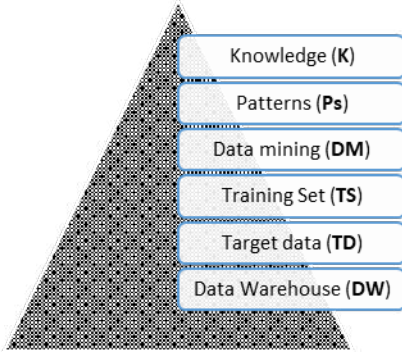 Knowledge (K)
Patterns (Ps)
Data mining (DM)
Training Set (TS)
Target data (TD)
Data Warehouse (DW)